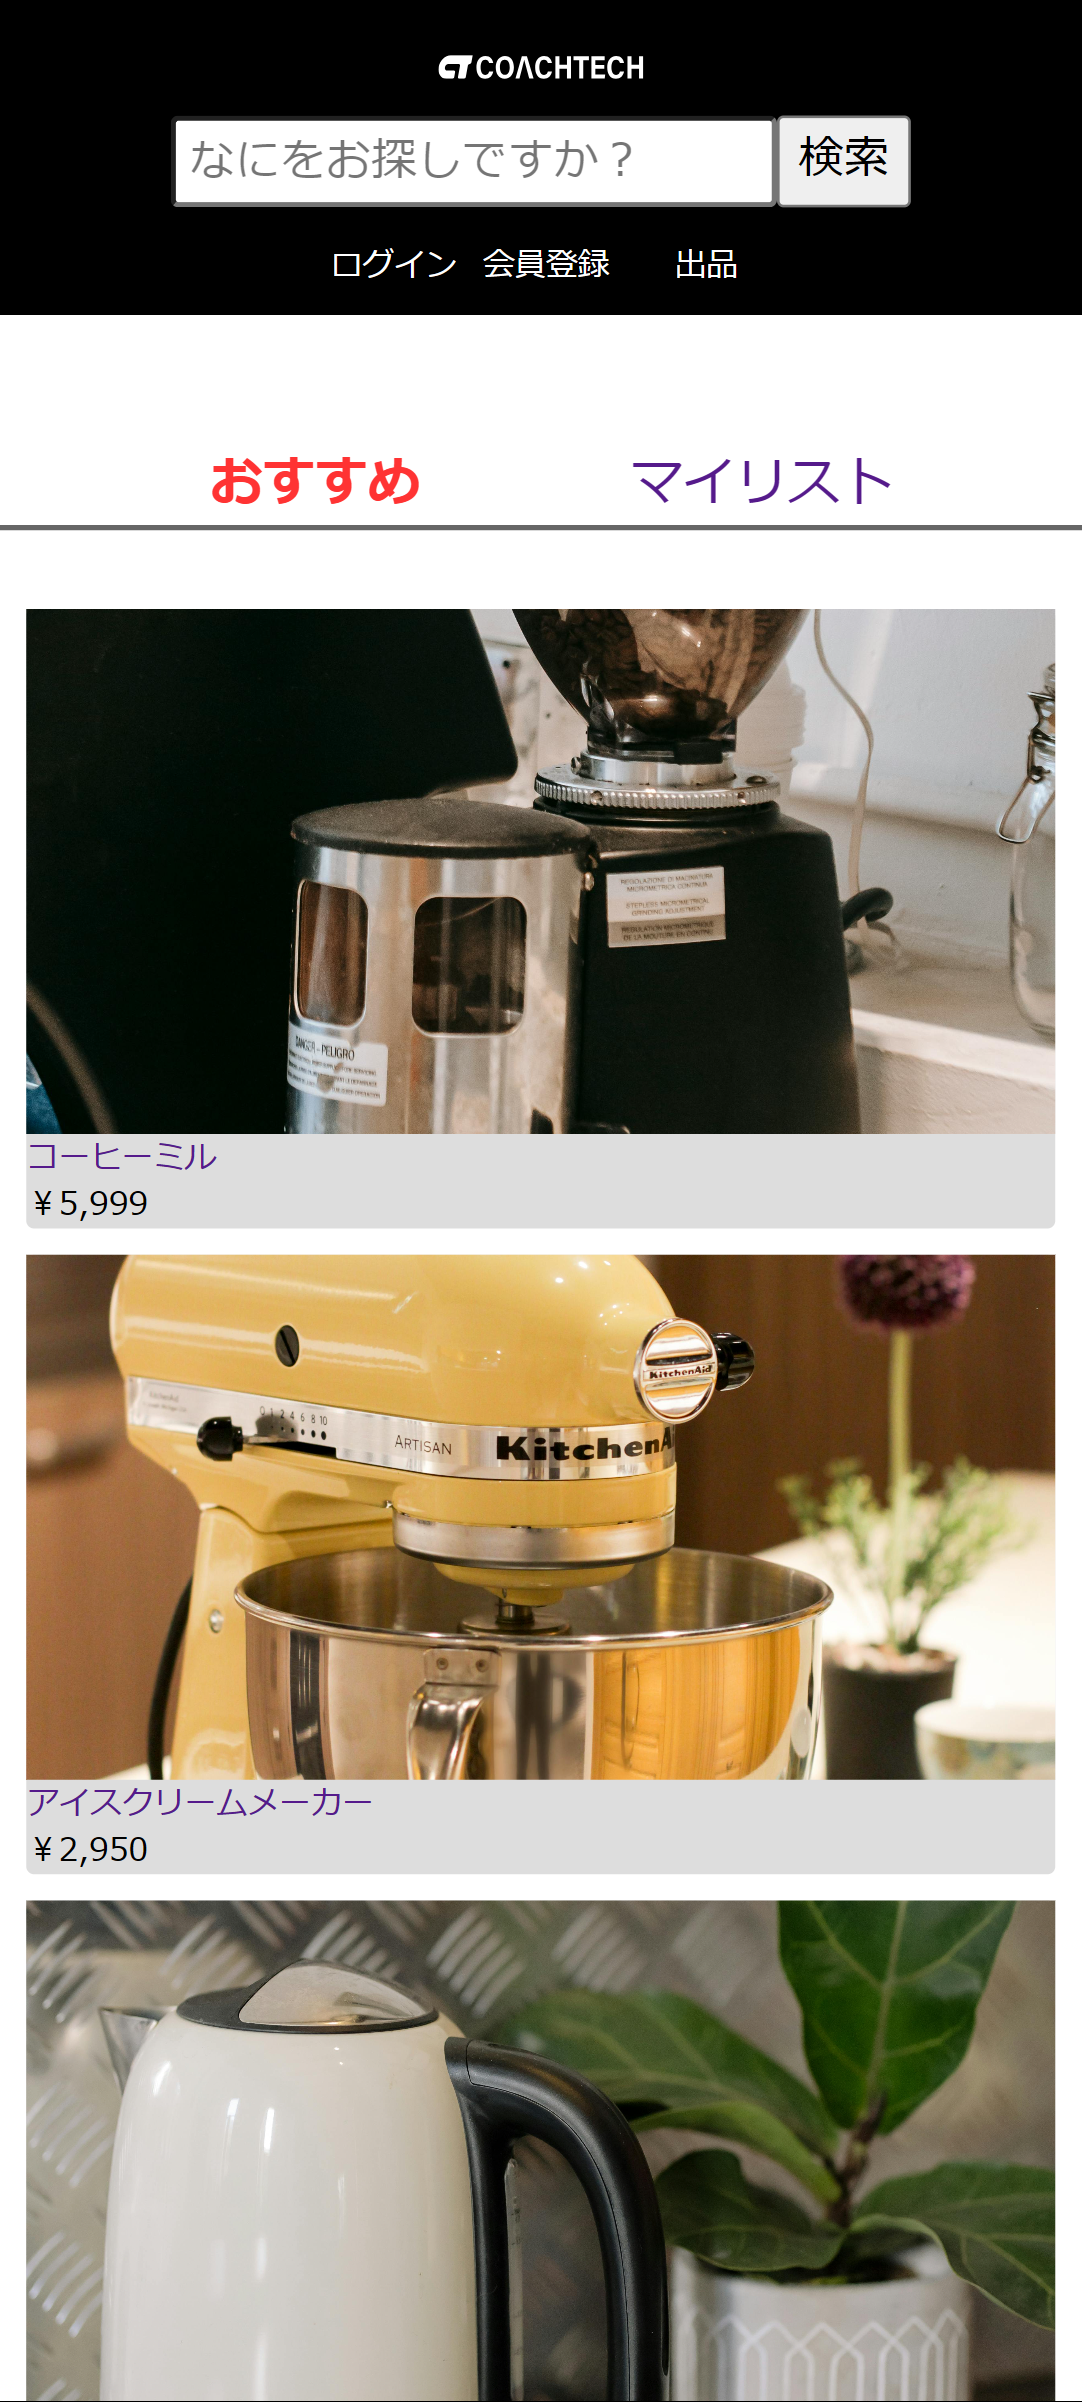 COACHTECH
なにをお探しですか？
検索
ログイン 会員登録 出品
おすすめ マイリスト
REGOLAZIONE DI MACINATURA
MICROMETRICA CONTINUA
STEPLESS MICROMETRICAL
GRINDING ADJUSTMENT
REGULATION MICROMETRIQUE
DE LA MOUTURE EN CONTINU
DANGER - PELIGRO
コーヒーミル
￥5,999
KitchenAid
0 1 2 4 6 8 10
ARTISAN
KitchenA
アイスクリームメーカー
￥2,950